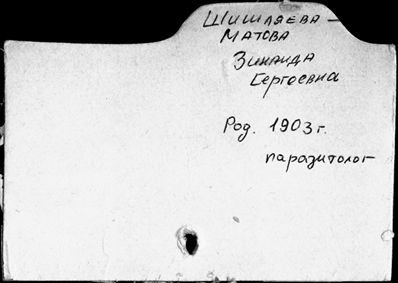 Шишляева-
Матова
Зинаида
Сергеевна
Род. 1903 г.
паразитолог